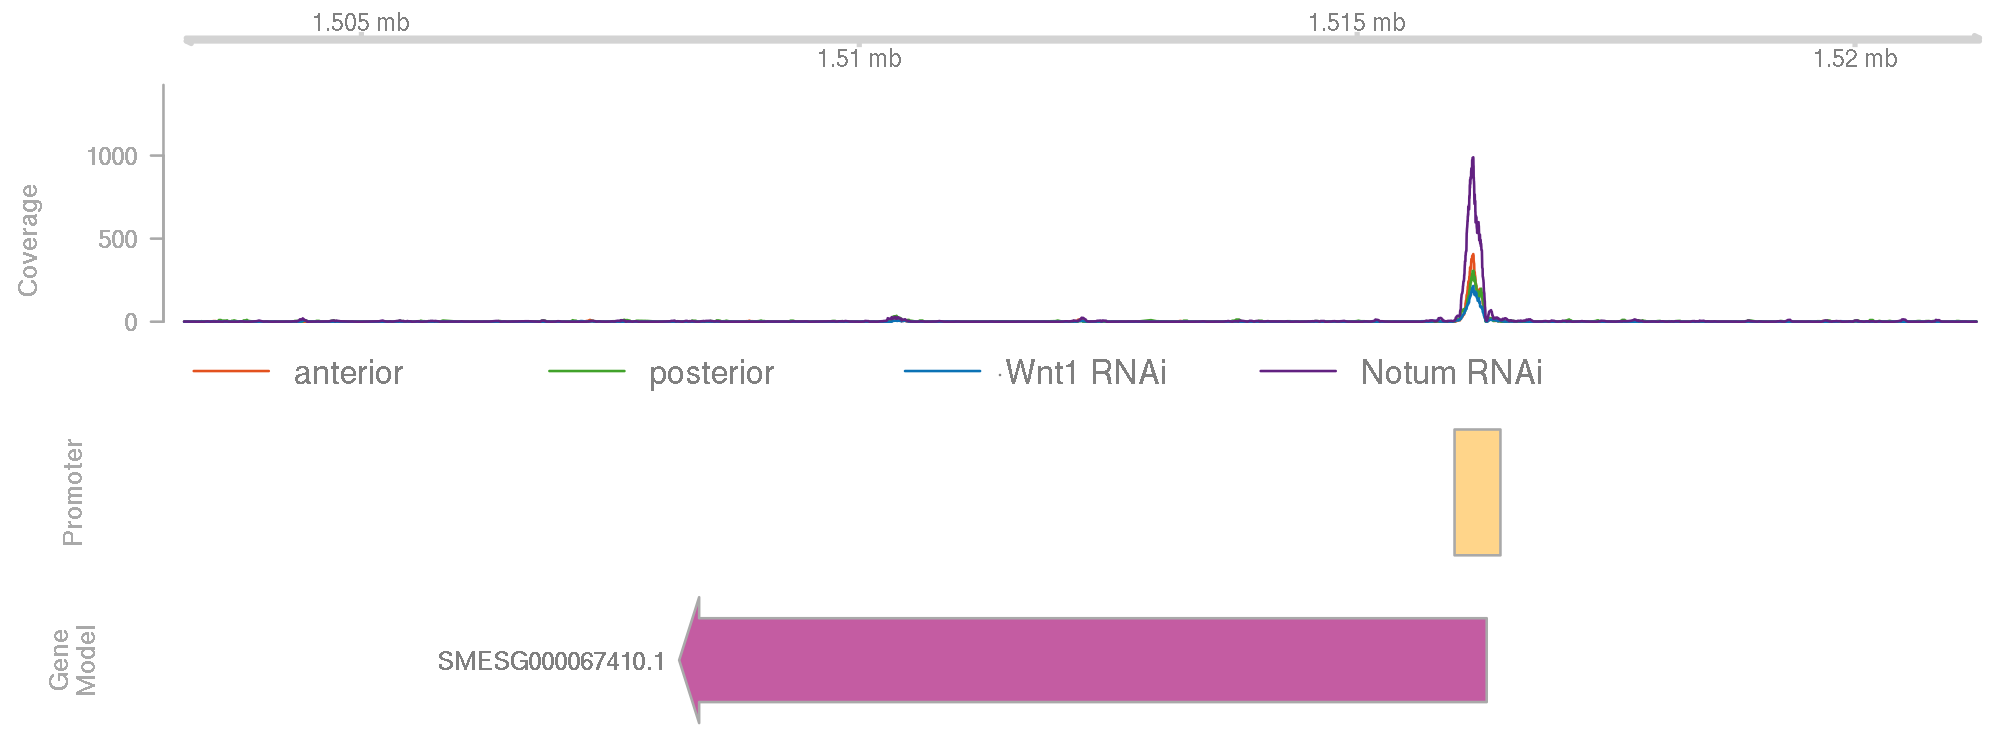 1.505 mb
1.515 mb
1.51 mb
1.52 mb
Coverage
1000
500
0
anterior
posterior
Wnt1 RNAi
Notum RNAi
Promoter
Gene
Model
SMESG000067410.1